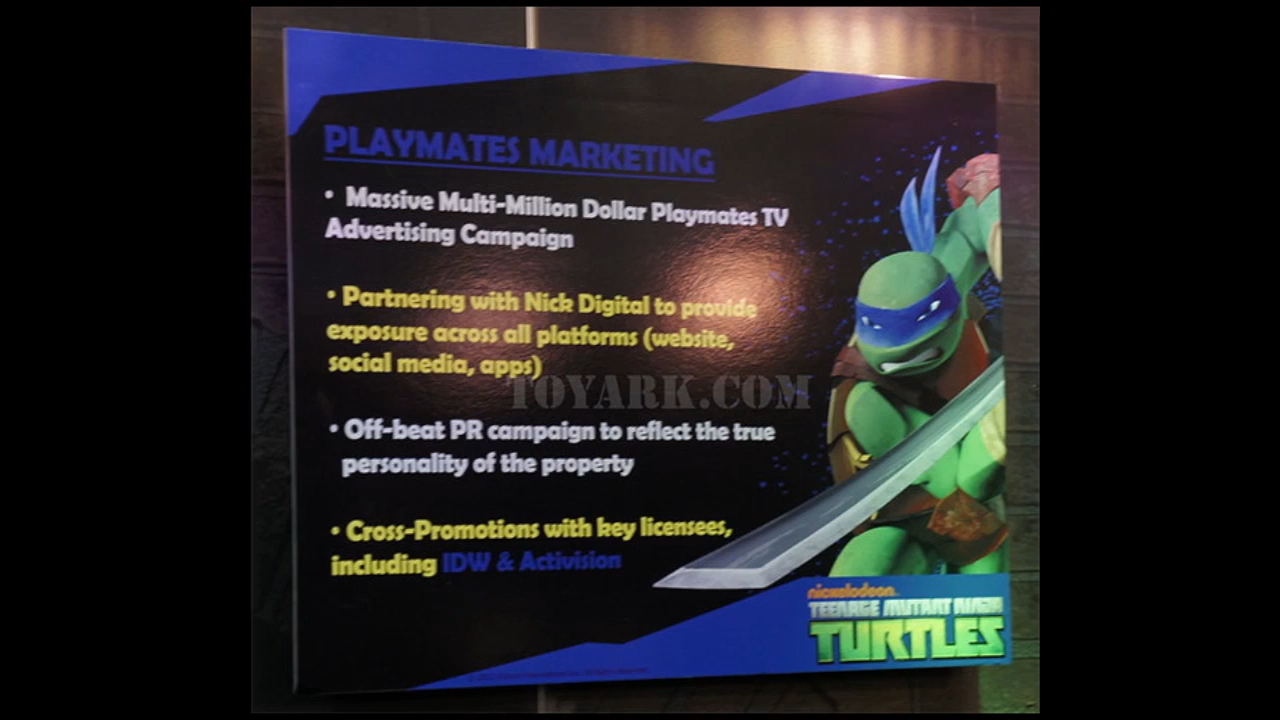 PLAYMATES MARKETING
• Massive Multi-Million Dollar Playmates TV
Advertising Campaign
• Partnering with Nick Digital to provide
exposure across all platforms (website,
social media, apps)
TOYARK.COM
• Off-beat PR campaign to reflect the true
personality of the property
• Cross-Promotions with key licensees,
including IDW & Activision
nickelodeon
TEENAGE MUTANT NINJA
TURTLES